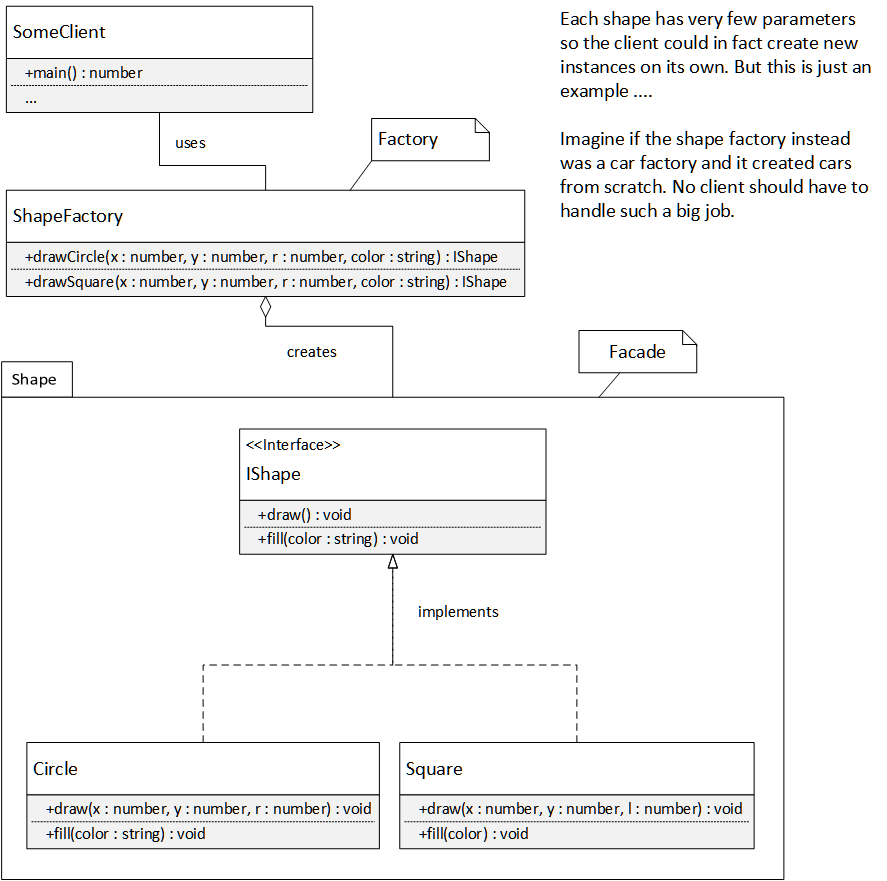 SomeClient
+main() : number
...
Each shape has very few parameters
so the client could in fact create new
instances on its own. But this is just an
example ....
Imagine if the shape factory instead
was a car factory and it created cars
from scratch. No client should have to
handle such a big job.
uses
Factory
ShapeFactory
+drawCircle(x : number, y : number, r : number, color : string) : IShape
+drawSquare(x : number, y : number, r : number, color : string) : IShape
creates
Facade
Shape
<<Interface>>
IShape
+draw() : void
+fill(color : string) : void
implements
Circle
+draw(x : number, y : number, r : number) : void
+fill(color : string) : void
Square
+draw(x : number, y : number, l : number) : void
+fill(color) : void